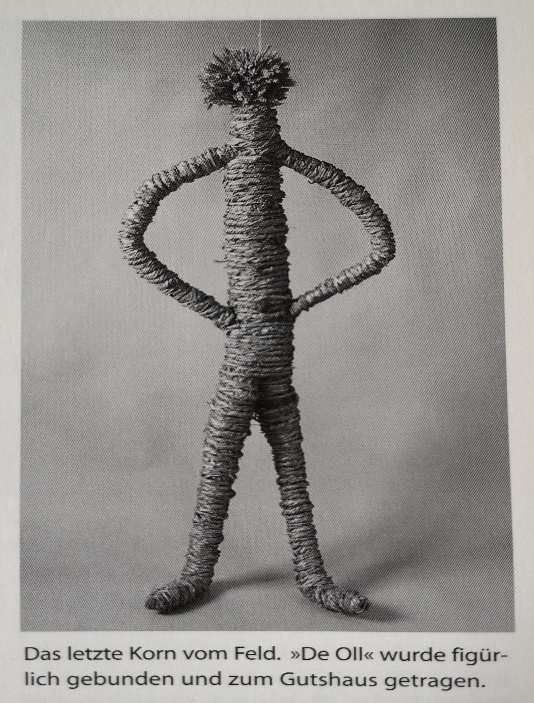 Das letzte Korn vom Feld. »De Oll« wurde figür-
lich gebunden und zum Gutshaus getragen.